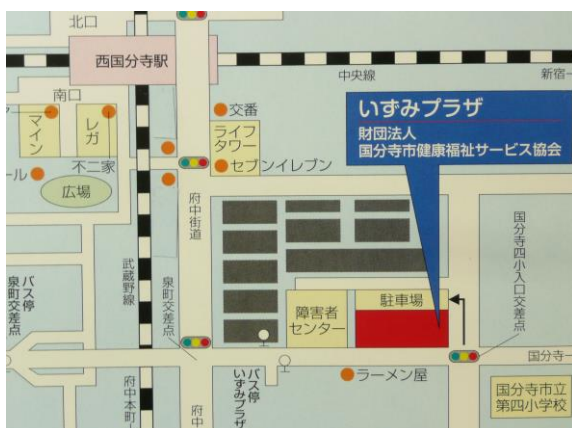 北口
西国分寺駅
中央線
新宿
南口
マイン
レガ
不二家
広場
交番
ライフ
タワー
セブンイレブン
いずみプラザ
財団法人
国分寺市健康福祉サービス協会
府中街道
武蔵野線
泉町交差点
バス停
泉町交差点
国分寺四小入口交差点
障害者
センター
駐車場
バス停
いずみプラザ
ラーメン屋
国分寺
国分寺市立
第四小学校
府中本町
府中
ール